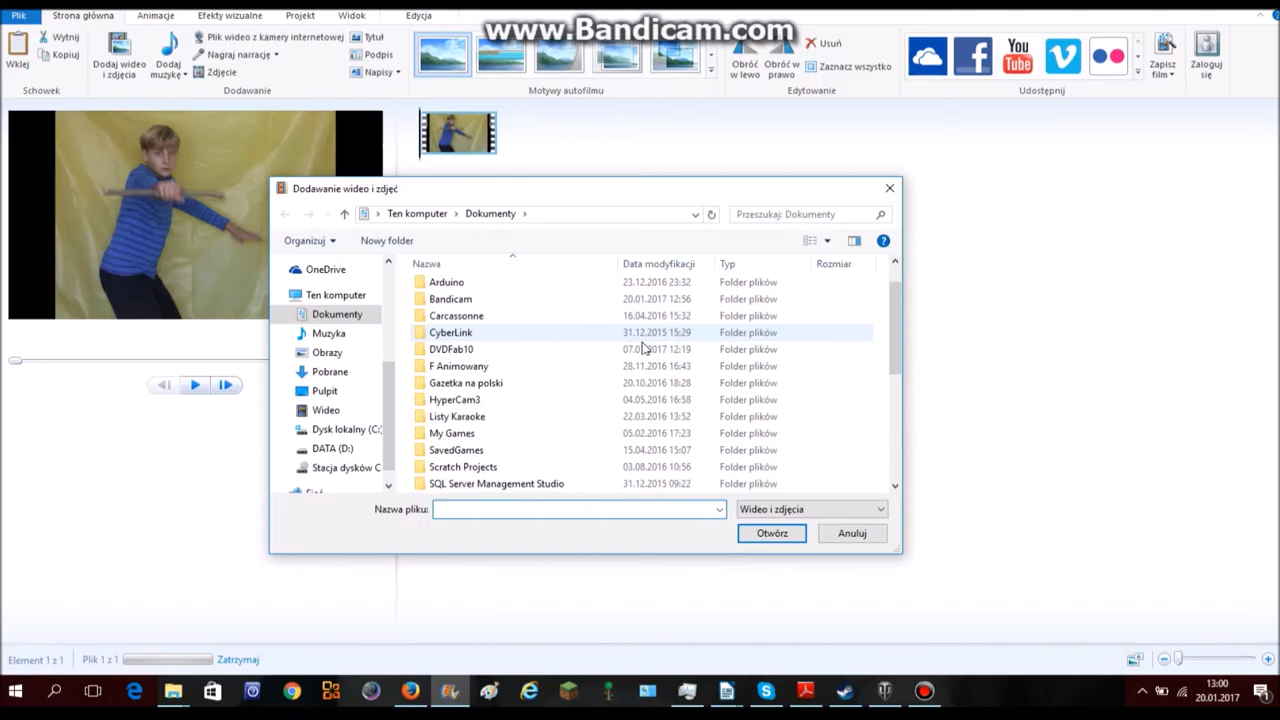 www.Bandicam.com
Plik Strona główna Animacje Efekty wizualne Projekt Widok Edycja
Wklej
Wytnij
Kopiuj
Schowek
Dodaj wideo i zdjęcia
Dodaj muzykę
Plik wideo z kamery internetowej
Nagraj narrację
Zdjęcie
Tytuł
Podpis
Napisy
Dodawanie
Motywy autofilmu
Obróć w lewo
Obróć w prawo
Usuń
Zaznacz wszystko
Edytowanie
You Tube
Udostępnij
Zapisz film
Zaloguj się
Dodawanie wideo i zdjęć
Ten komputer > Dokumenty >
Przeszukaj: Dokumenty
Organizuj New folder
OneDrive
Ten komputer
Dokumenty
Muzyka
Obrazy
Pobrane
Pulpit
Wideo
Dysk lokalny (C:)
DATA (D:)
Stacja dysków C
Nazwa Data modyfikacji Typ Rozmiar
Arduino 23.12.2016 23:32 Folder plików
Bandicam 20.01.2017 12:56 Folder plików
Carcassonne 16.04.2016 15:32 Folder plików
CyberLink 31.12.2015 15:29 Folder plików
DVDFab10 2017 12:19 Folder plików
F Animowany 28.11.2016 16:43 Folder plików
Gazetka na polski 20.10.2016 18:28 Folder plików
HyperCam3 04.05.2016 16:58 Folder plików
Listy Karaoke 22.03.2016 13:52 Folder plików
My Games 05.02.2016 17:23 Folder plików
SavedGames 15.04.2016 15:07 Folder plików
Scratch Projects 03.08.2016 10:56 Folder plików
SQL Server Management Studio 31.12.2015 09:22 Folder plików
Nazwa pliku: Wideo i zdjęcia
Otwórz Anuluj
Element 1 z 1 Plik 1 z 1 Zatrzymaj
13:00
20.01.2017